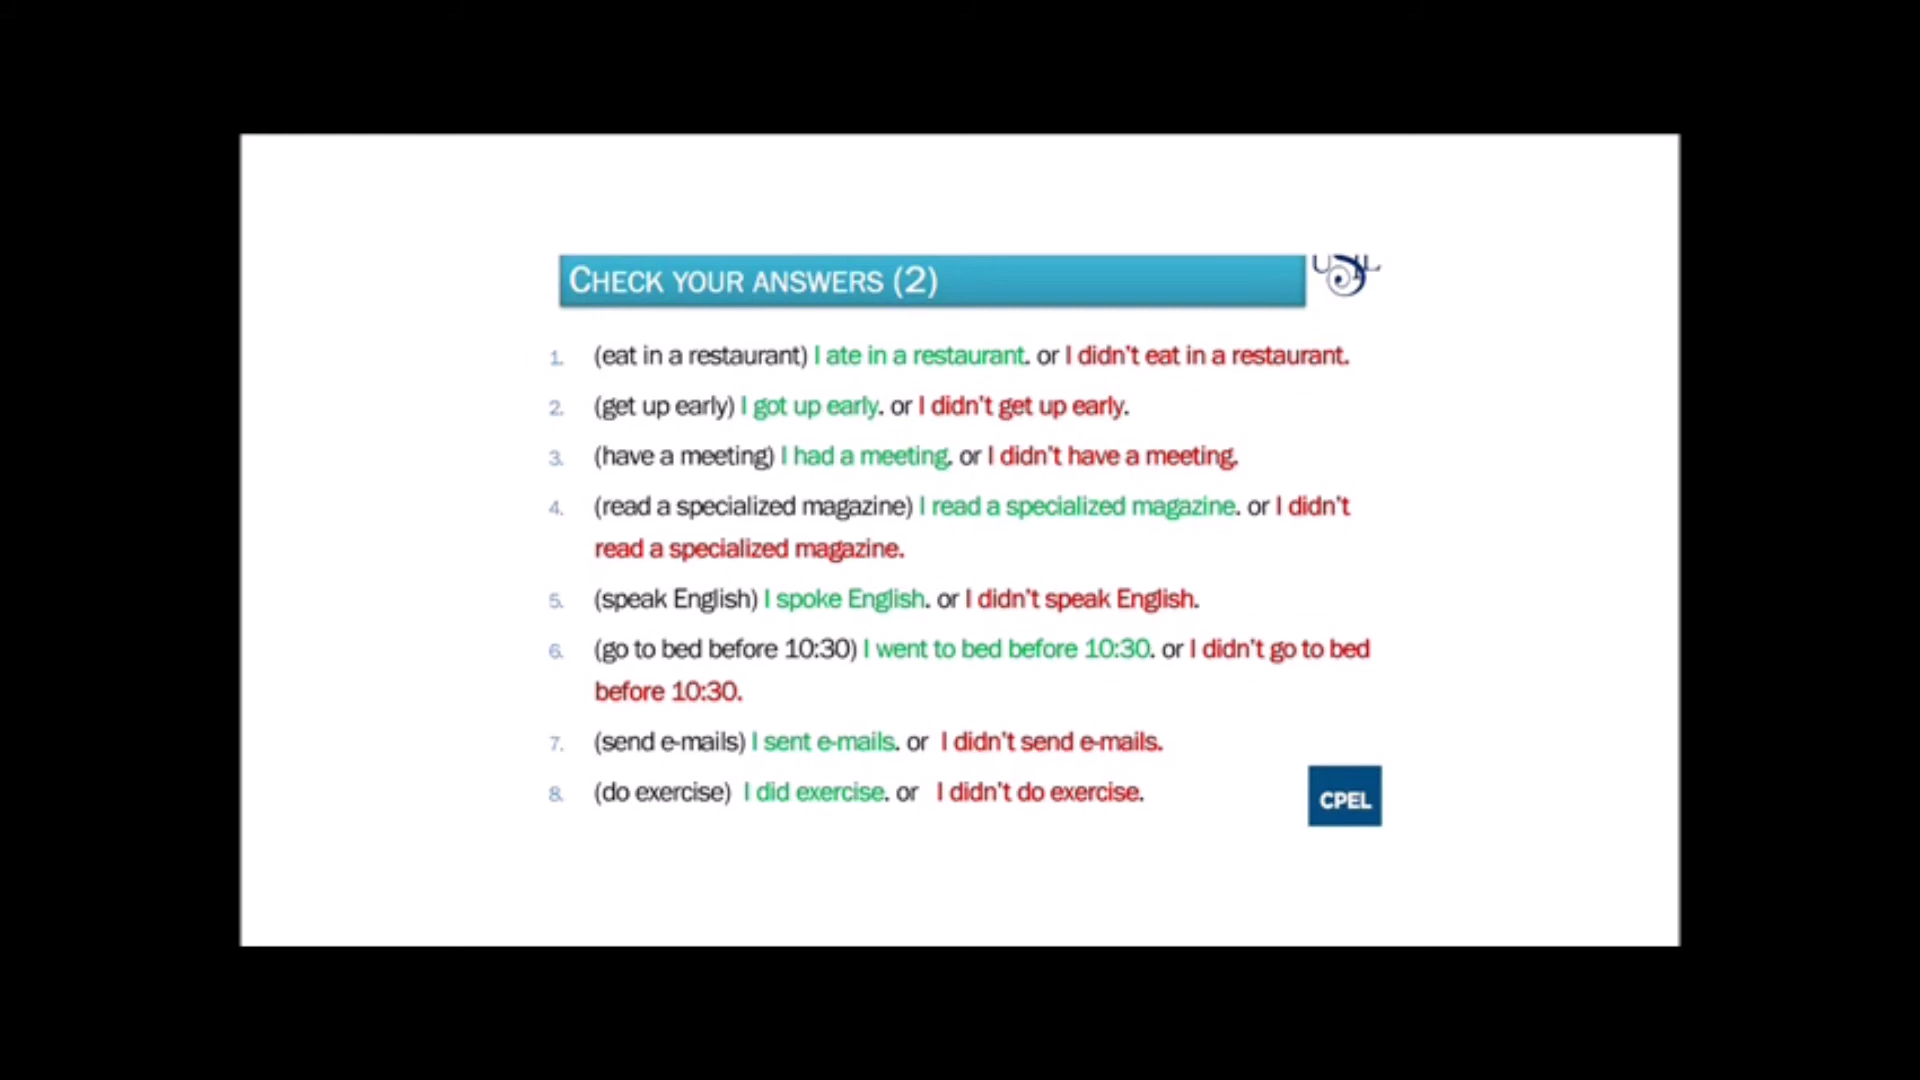 CHECK YOUR ANSWERS (2)
1. (eat in a restaurant) I ate in a restaurant. or I didn't eat in a restaurant.
2. (get up early) I got up early. or I didn't get up early.
3. (have a meeting) I had a meeting. or I didn't have a meeting.
4. (read a specialized magazine) I read a specialized magazine. or I didn't
read a specialized magazine.
5. (speak English) I spoke English. or I didn't speak English.
6. (go to bed before 10:30) I went to bed before 10:30. or I didn't go to bed
before 10:30.
7. (send e-mails) I sent e-mails. or I didn't send e-mails.
8. (do exercise) I did exercise. or I didn't do exercise.
CPEL